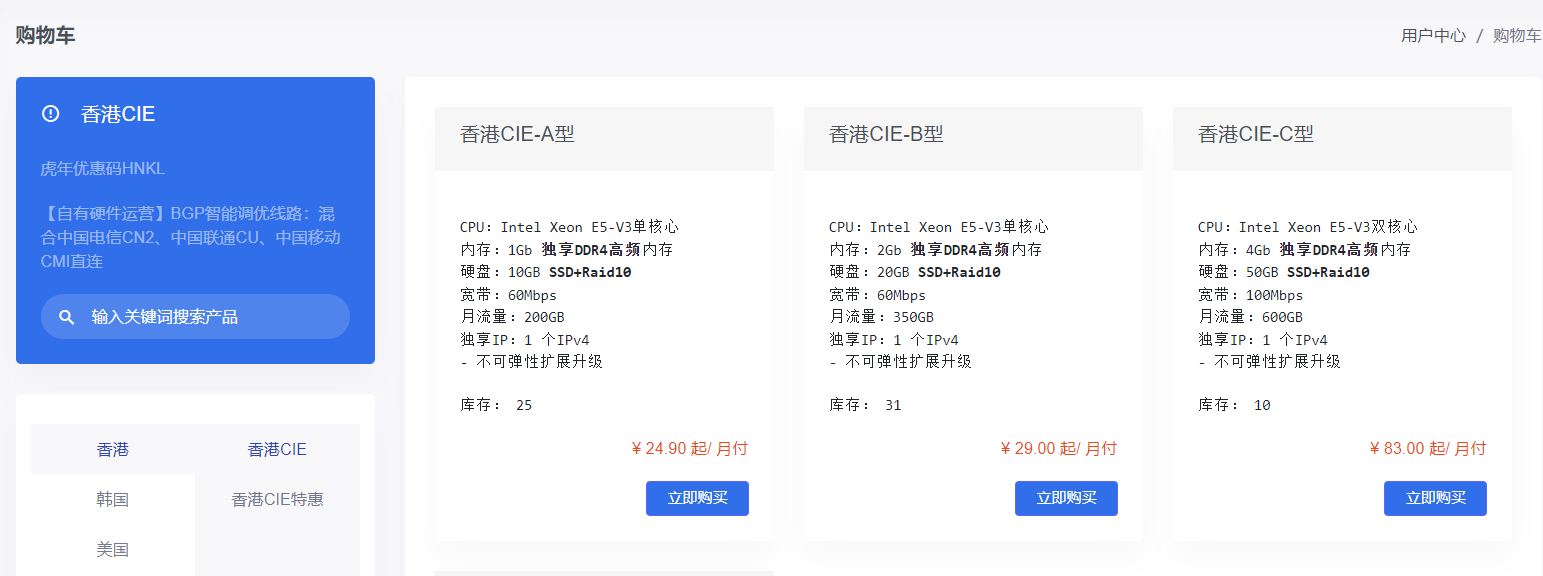 购物车
用户中心 / 购物车
香港CIE
虎年优惠码HNKL
【自有硬件运营】BGP智能调优线路：混
合中国电信CN2、中国联通CU、中国移动
CMI直连
输入关键词搜索产品
香港
韩国
美国
香港CIE
香港CIE特惠
香港CIE-A型
CPU：Intel Xeon E5-V3单核心
内存：1Gb 独享DDR4高频内存
硬盘：10GB SSD+Raid10
宽带：60Mbps
月流量：200GB
独享IP：1 个IPv4
- 不可弹性扩展升级
库存： 25
¥ 24.90 起/ 月付
立即购买
香港CIE-B型
CPU：Intel Xeon E5-V3单核心
内存：2Gb 独享DDR4高频内存
硬盘：20GB SSD+Raid10
宽带：60Mbps
月流量：350GB
独享IP：1 个IPv4
- 不可弹性扩展升级
库存： 31
¥ 29.00 起/ 月付
立即购买
香港CIE-C型
CPU：Intel Xeon E5-V3双核心
内存：4Gb 独享DDR4高频内存
硬盘：50GB SSD+Raid10
宽带：100Mbps
月流量：600GB
独享IP：1 个IPv4
- 不可弹性扩展升级
库存： 10
¥ 83.00 起/ 月付
立即购买